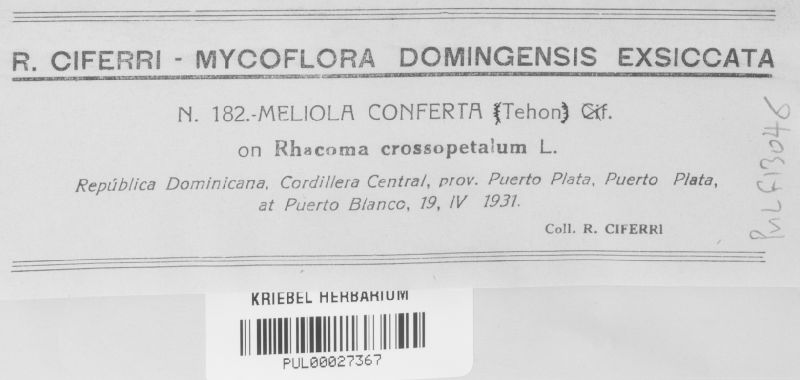 R. CIFERRI - MYCOFLORA DOMINGENSIS EXSICCATA
N. 182.-MELIOLA CONFERTA (Tehon) Cif.
on Rhacoma crossopetalum L.
República Dominicana, Cordillera Central, prov. Puerto Plata, Puerto Plata,
at Puerto Blanco, 19, IV 1931.
Coll. R. CIFERRI
PUL F13046
KRIEBEL HERBARIUM
PUL00027367